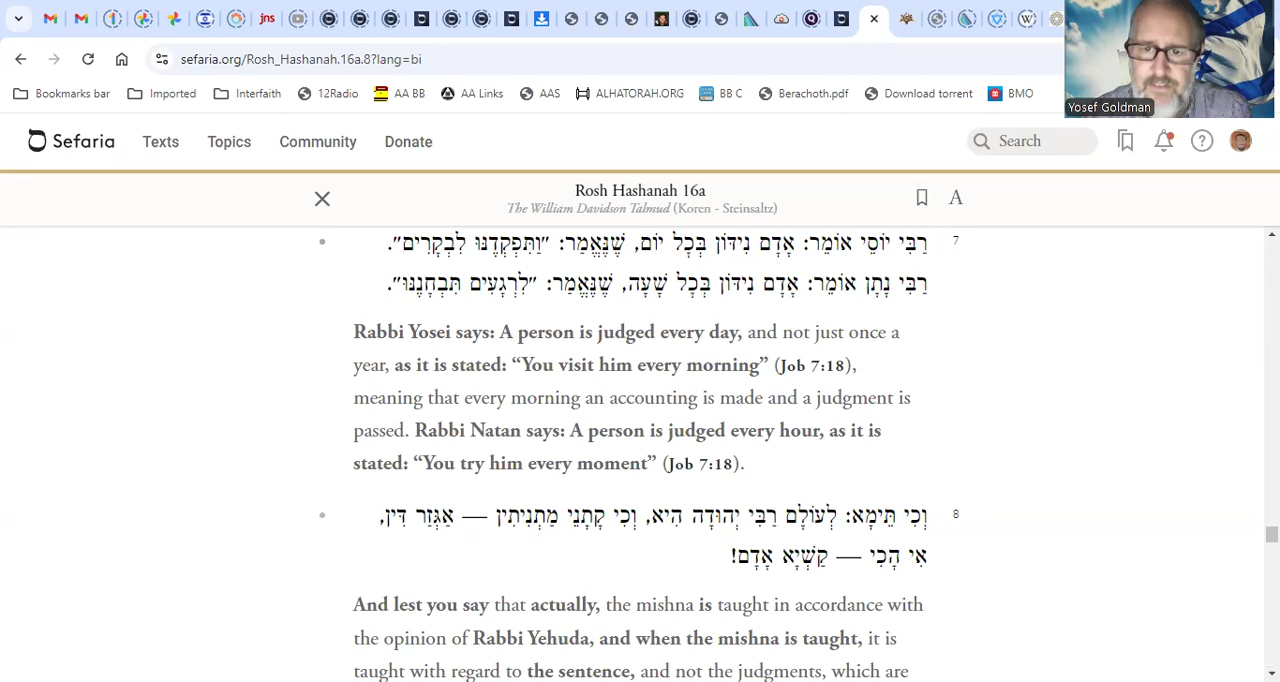 jns
sefaria.org/Rosh_Hashanah.16a.8?lang=bi
Bookmarks bar Imported Interfaith 12Radio AA BB AA Links AAS ALHATORAH.ORG BB C Berachoth.pdf Download torrent BMO
Yosef Goldman
Sefaria Texts Topics Community Donate Search
Rosh Hashanah 16a
The William Davidson Talmud (Koren - Steinsaltz)
A
7
רַבִּי יוֹסֵי אוֹמֵר: אָדָם נִידּוֹן בְּכׇל יוֹם, שֶׁנֶּאֱמַר: ״וַתִּפְקְדֶנּוּ לִבְקָרִים״.
רַבִּי נָתָן אוֹמֵר: אָדָם נִידּוֹן בְּכׇל שָׁעָה, שֶׁנֶּאֱמַר: ״לִרְגָעִים תִּבְחָנֶנּוּ״.
Rabbi Yosei says: A person is judged every day, and not just once a
year, as it is stated: “You visit him every morning” (Job 7:18),
meaning that every morning an accounting is made and a judgment is
passed. Rabbi Natan says: A person is judged every hour, as it is
stated: “You try him every moment” (Job 7:18).
8
וְכִי תֵּימָא: לְעוֹלָם רַבִּי יְהוּדָה הִיא, וְכִי קָתָנֵי מַתְנִיתִין — אַגְּזַר דִּין,
אִי הָכִי — קַשְׁיָא אָדָם!
And lest you say that actually, the mishna is taught in accordance with
the opinion of Rabbi Yehuda, and when the mishna is taught, it is
taught with regard to the sentence, and not the judgments, which are